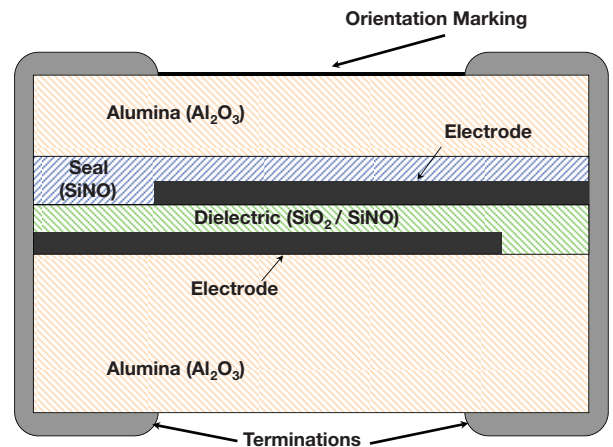 Orientation Marking
Alumina (Al₂O₃)
Electrode
Seal
(SiNO)
Dielectric (SiO₂ / SiNO)
Electrode
Alumina (Al₂O₃)
Terminations